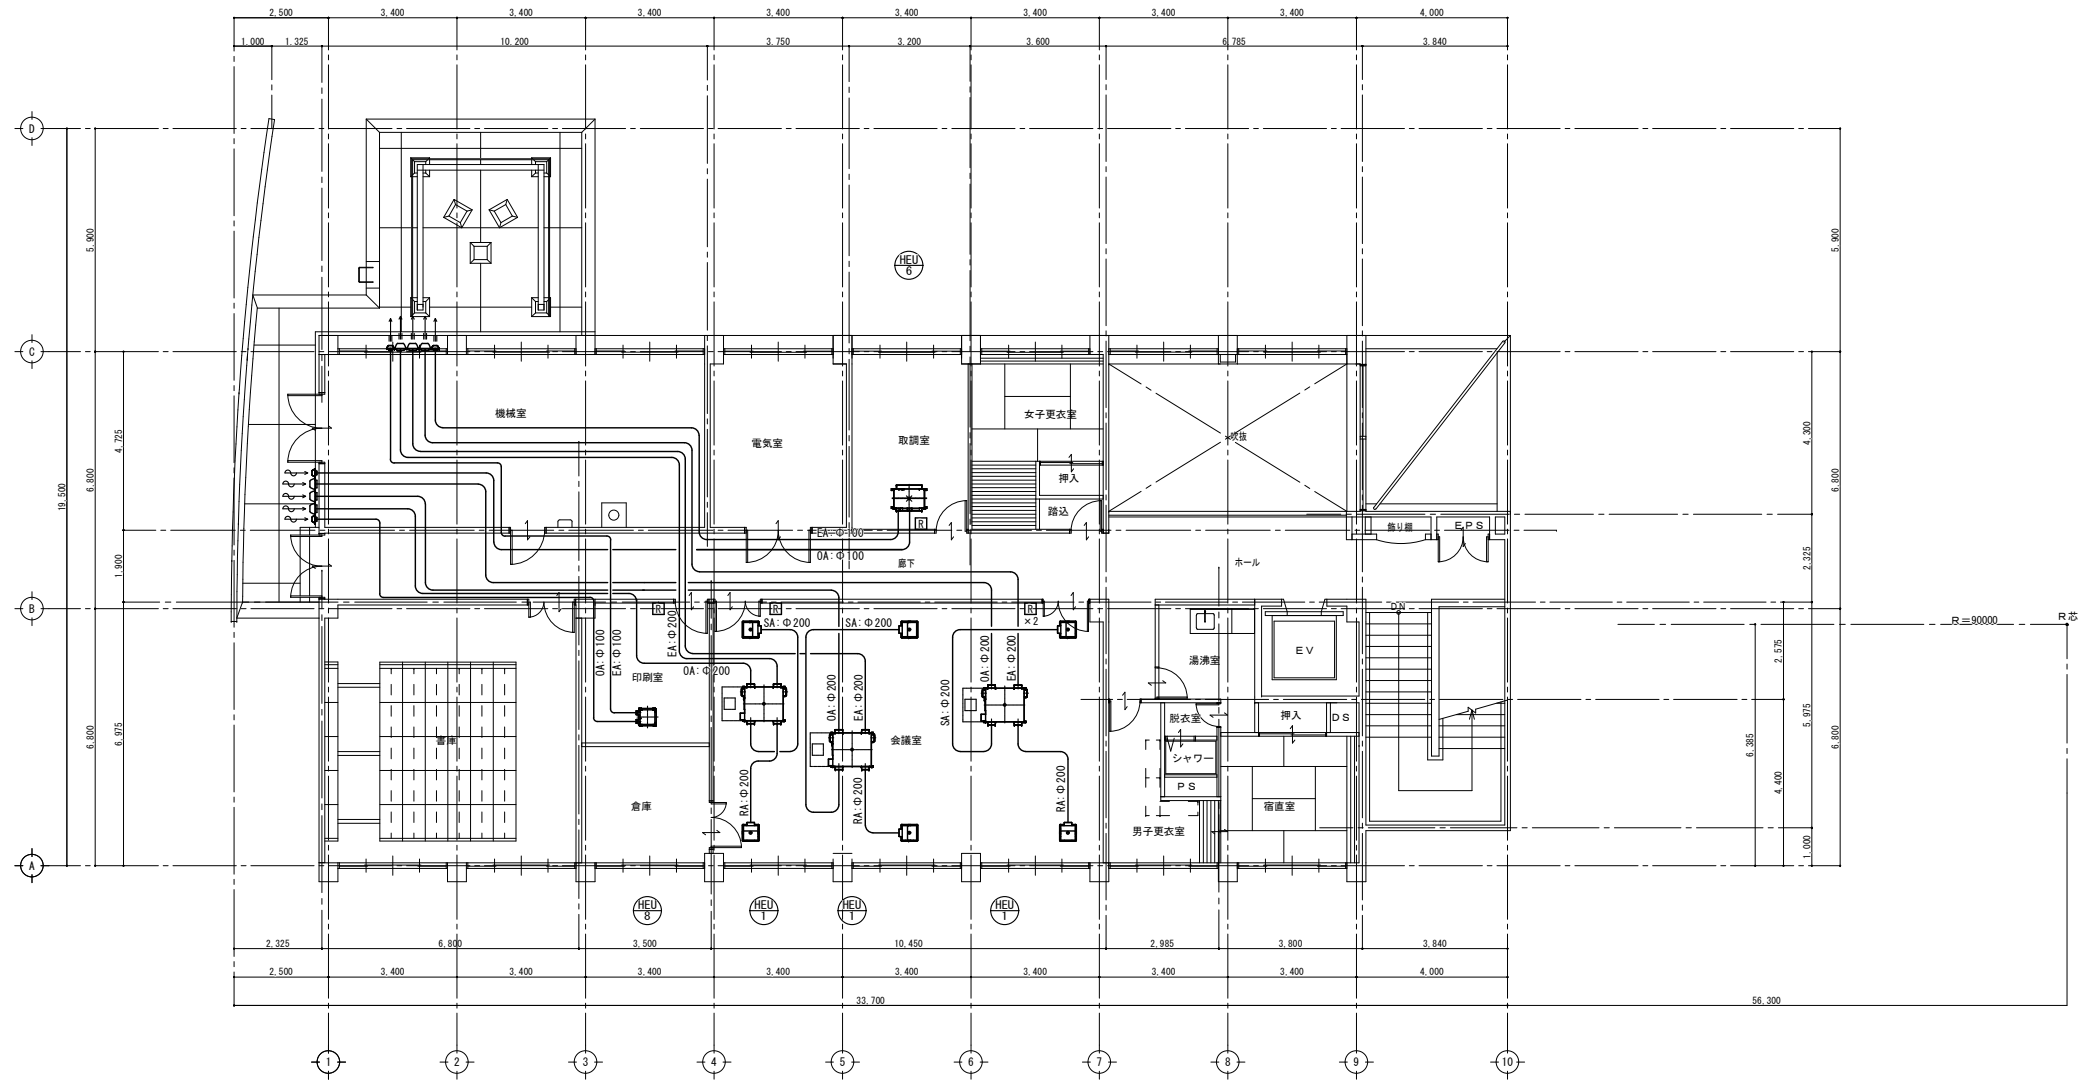 2,500 3,400 3,400 3,400 3,400 3,400 3,400 3,400 3,400 4,000
1,000 1,325 10,200 3,750 3,200 3,600 6,785 3,840
D
5,900
5,900
HEU
6
C
機械室
電気室
取調室
女子更衣室
吹抜
押入
踏込
4,725
6,800
19,500
4,300
6,800
R
EA:Φ100
OA:Φ100
飾り棚
EPS
廊下
ホール
1,900
2,325
B
R
R
R
×2
DN
SA:Φ200
SA:Φ200
R=90000
R芯
OA:Φ100
EA:Φ100
EA:Φ200
OA:Φ200
印刷室
OA:Φ200
EA:Φ200
SA:Φ200
OA:Φ200
EA:Φ200
湯沸室
EV
2,575
脱衣室
押入
DS
書庫
会議室
シャワー
PS
6,800
6,975
6,385
5,975
6,800
4,400
倉庫
RA:Φ200
RA:Φ200
RA:Φ200
男子更衣室
宿直室
1,000
A
HEU
8
HEU
1
HEU
1
HEU
1
2,325 6,800 3,500 10,450 2,985 3,800 3,840
2,500 3,400 3,400 3,400 3,400 3,400 3,400 3,400 3,400 4,000
33,700 56,300
1 2 3 4 5 6 7 8 9 10